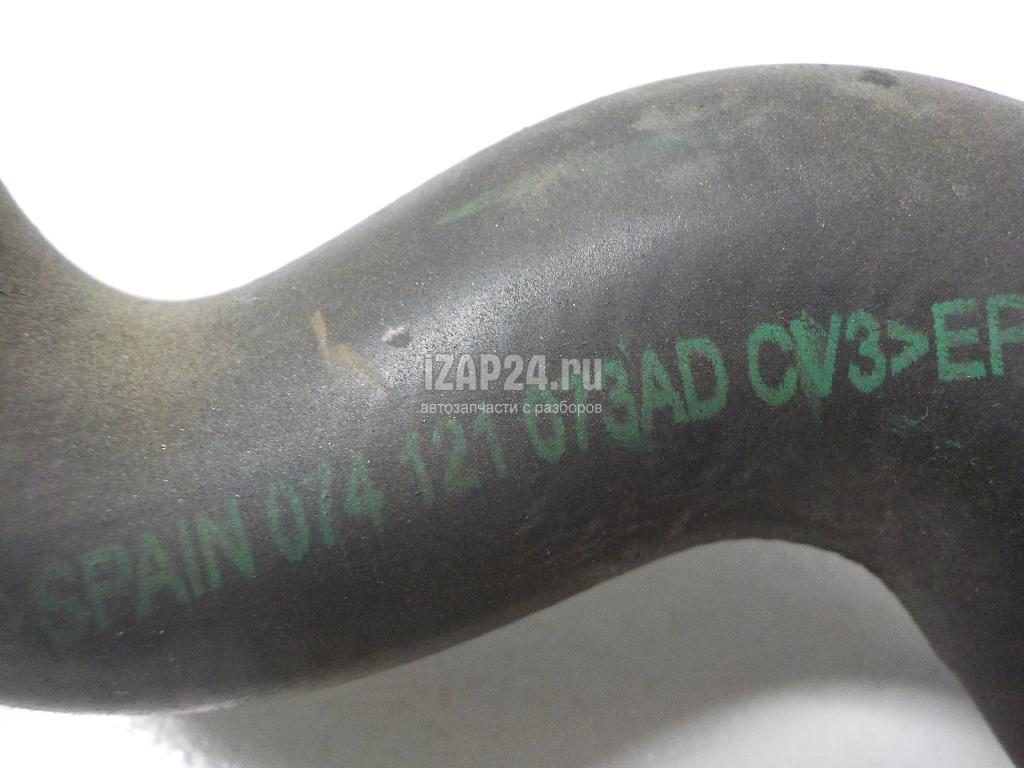 iZAP24.ru
автозапчасти с разборов
SPAIN 074 121 073AD CV3>EP